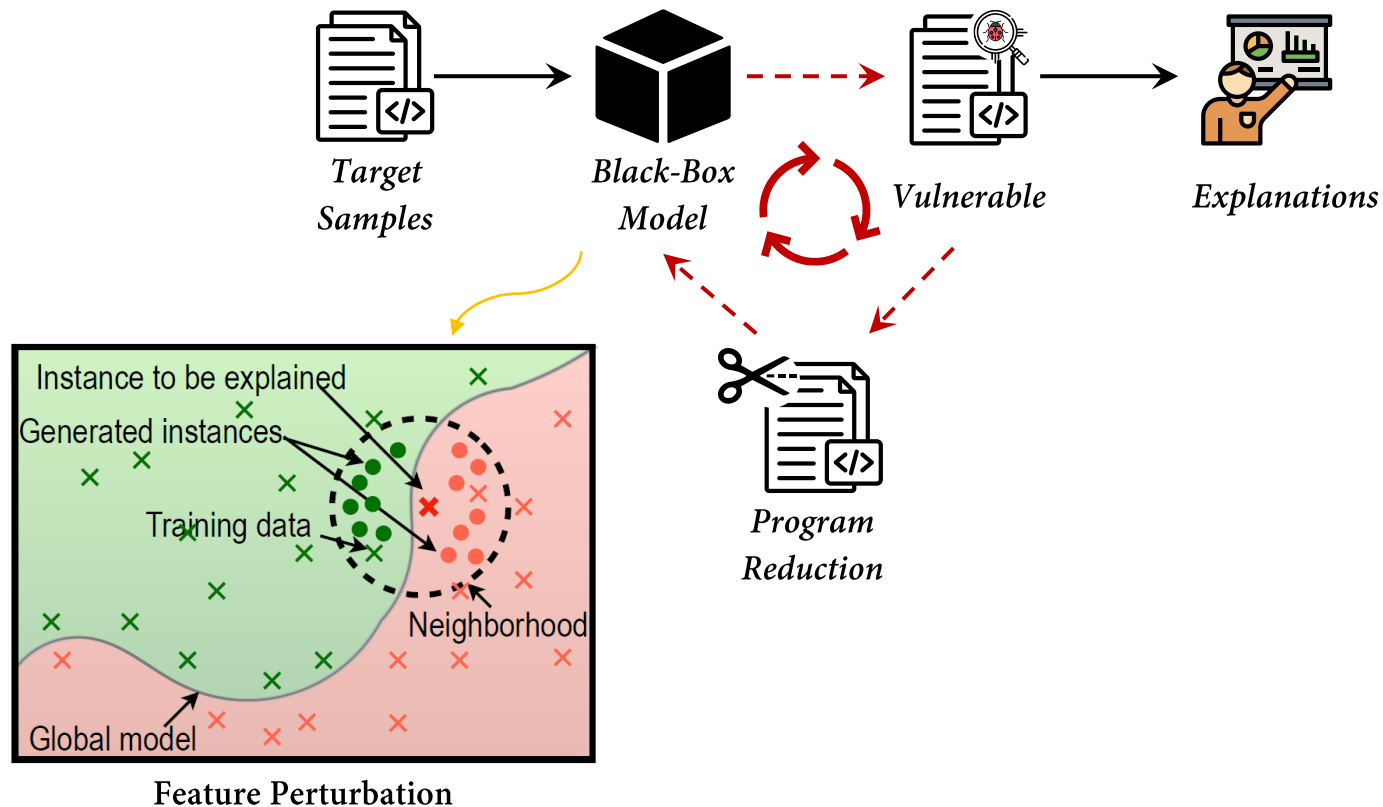 </>
</>
Target
Samples
Black-Box
Model
Vulnerable
Explanations
</>
Program
Reduction
Instance to be explained
Generated instances
Training data
Neighborhood
Global model
Feature Perturbation